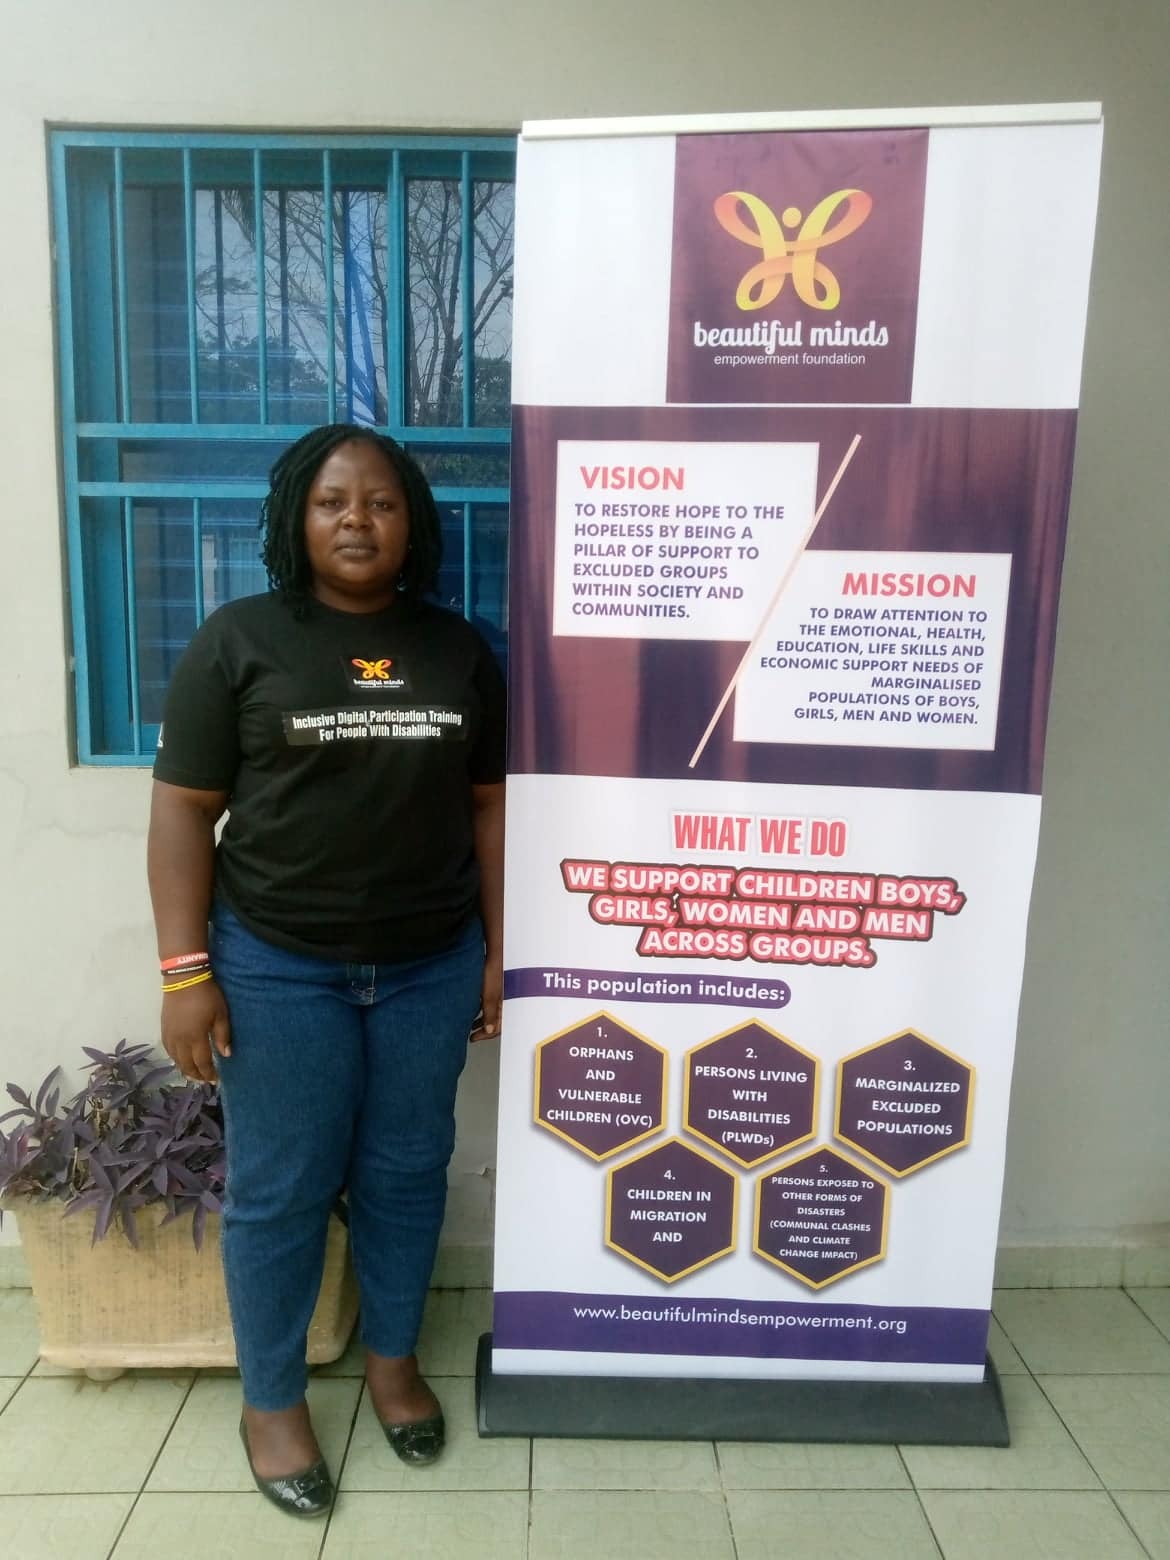 beautiful minds
empowerment foundation
VISION
TO RESTORE HOPE TO THE
HOPELESS BY BEING A
PILLAR OF SUPPORT TO
EXCLUDED GROUPS
WITHIN SOCIETY AND
COMMUNITIES.
MISSION
TO DRAW ATTENTION TO
THE EMOTIONAL, HEALTH,
EDUCATION, LIFE SKILLS AND
ECONOMIC SUPPORT NEEDS OF
MARGINALISED
POPULATIONS OF BOYS,
GIRLS, MEN AND WOMEN.
WHAT WE DO
WE SUPPORT CHILDREN BOYS,
GIRLS, WOMEN AND MEN
ACROSS GROUPS.
This population includes:
1.
ORPHANS
AND
VULNERABLE
CHILDREN (OVC)
2.
PERSONS LIVING
WITH
DISABILITIES
(PLWDs)
3.
MARGINALIZED
EXCLUDED
POPULATIONS
4.
CHILDREN IN
MIGRATION
AND
5.
PERSONS EXPOSED TO
OTHER FORMS OF
DISASTERS
(COMMUNAL CLASHES
AND CLIMATE
CHANGE IMPACT)
www.beautifulmindsempowerment.org
beautiful minds
empowerment foundation
Inclusive Digital Participation Training
For People With Disabilities